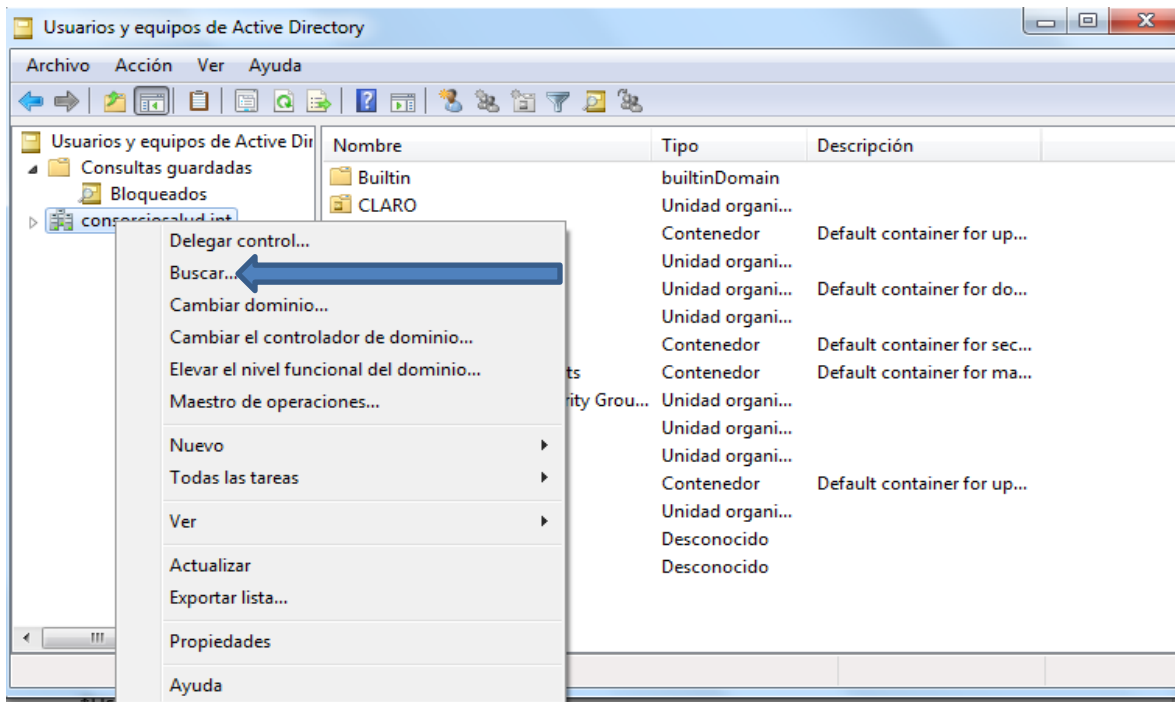 Usuarios y equipos de Active Directory
Archivo Acción Ver Ayuda
Usuarios y equipos de Active Dir
Consultas guardadas
Bloqueados
consorciosalud.int
Nombre Tipo Descripción
Builtin builtinDomain
CLARO Unidad organi...
Contenedor Default container for up...
Unidad organi...
Unidad organi... Default container for do...
Unidad organi...
Contenedor Default container for sec...
ts Contenedor Default container for ma...
rity Grou... Unidad organi...
Unidad organi...
Unidad organi...
Contenedor Default container for up...
Unidad organi...
Desconocido
Desconocido
Delegar control...
Buscar...
Cambiar dominio...
Cambiar el controlador de dominio...
Elevar el nivel funcional del dominio...
Maestro de operaciones...
Nuevo
Todas las tareas
Ver
Actualizar
Exportar lista...
Propiedades
Ayuda